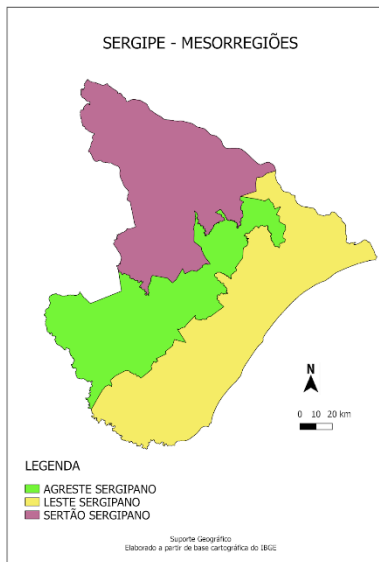 SERGIPE - MESORREGIÕES
N
0 10 20 km
LEGENDA
AGRESTE SERGIPANO
LESTE SERGIPANO
SERTÃO SERGIPANO
Suporte Geográfico
Elaborado a partir de base cartográfica do IBGE